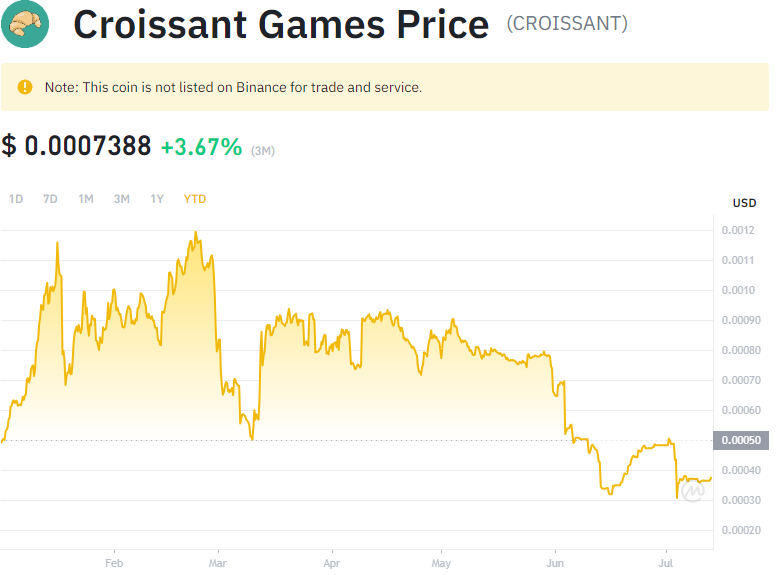 Croissant Games Price (CROISSANT)
Note: This coin is not listed on Binance for trade and service.
$ 0.0007388 +3.67% (3M)
1D 7D 1M 3M 1Y YTD
USD
0.0012
0.0011
0.0010
0.00090
0.00080
0.00070
0.00060
0.00050
0.00040
0.00030
0.00020
Feb Mar Apr May Jun Jul